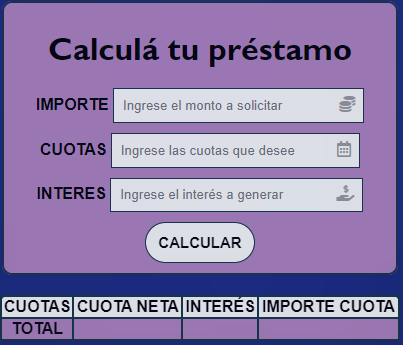 Calculá tu préstamo
IMPORTE Ingrese el monto a solicitar
CUOTAS Ingrese las cuotas que desee
INTERES Ingrese el interés a generar
CALCULAR
CUOTAS CUOTA NETA INTERÉS IMPORTE CUOTA
TOTAL